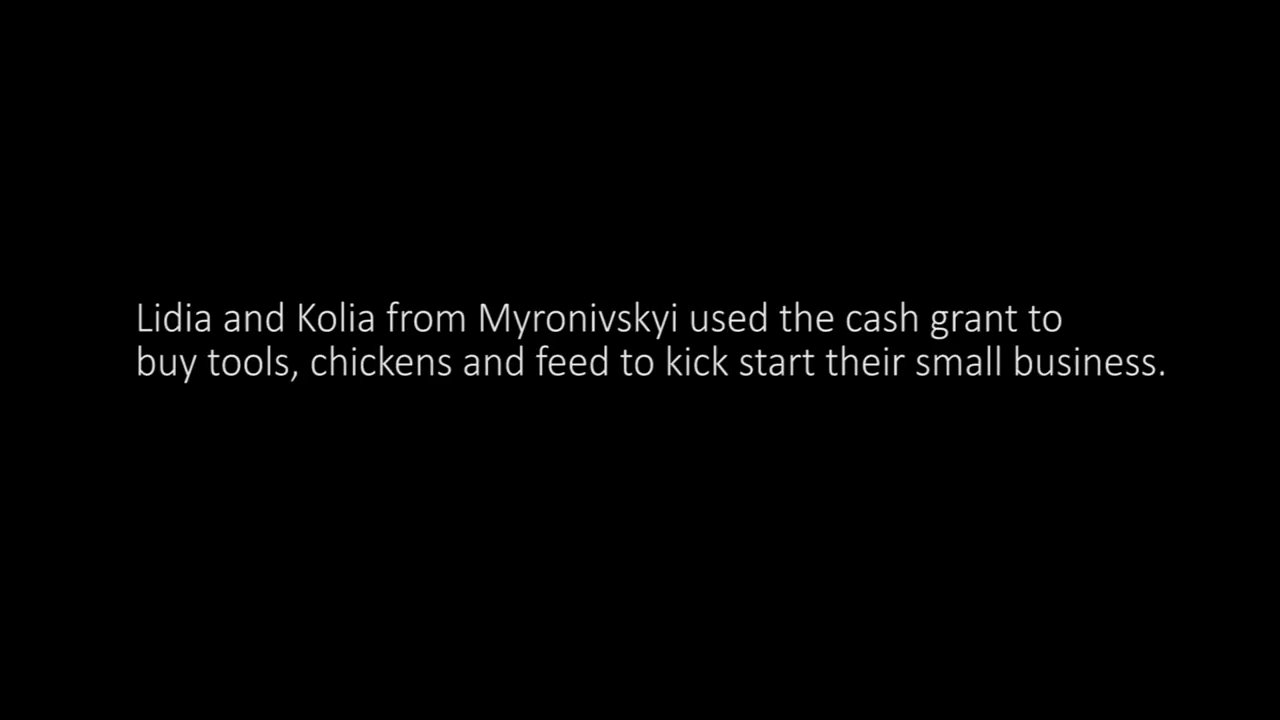 Lidia and Kolia from Myronivskyi used the cash grant to
buy tools, chickens and feed to kick start their small business.